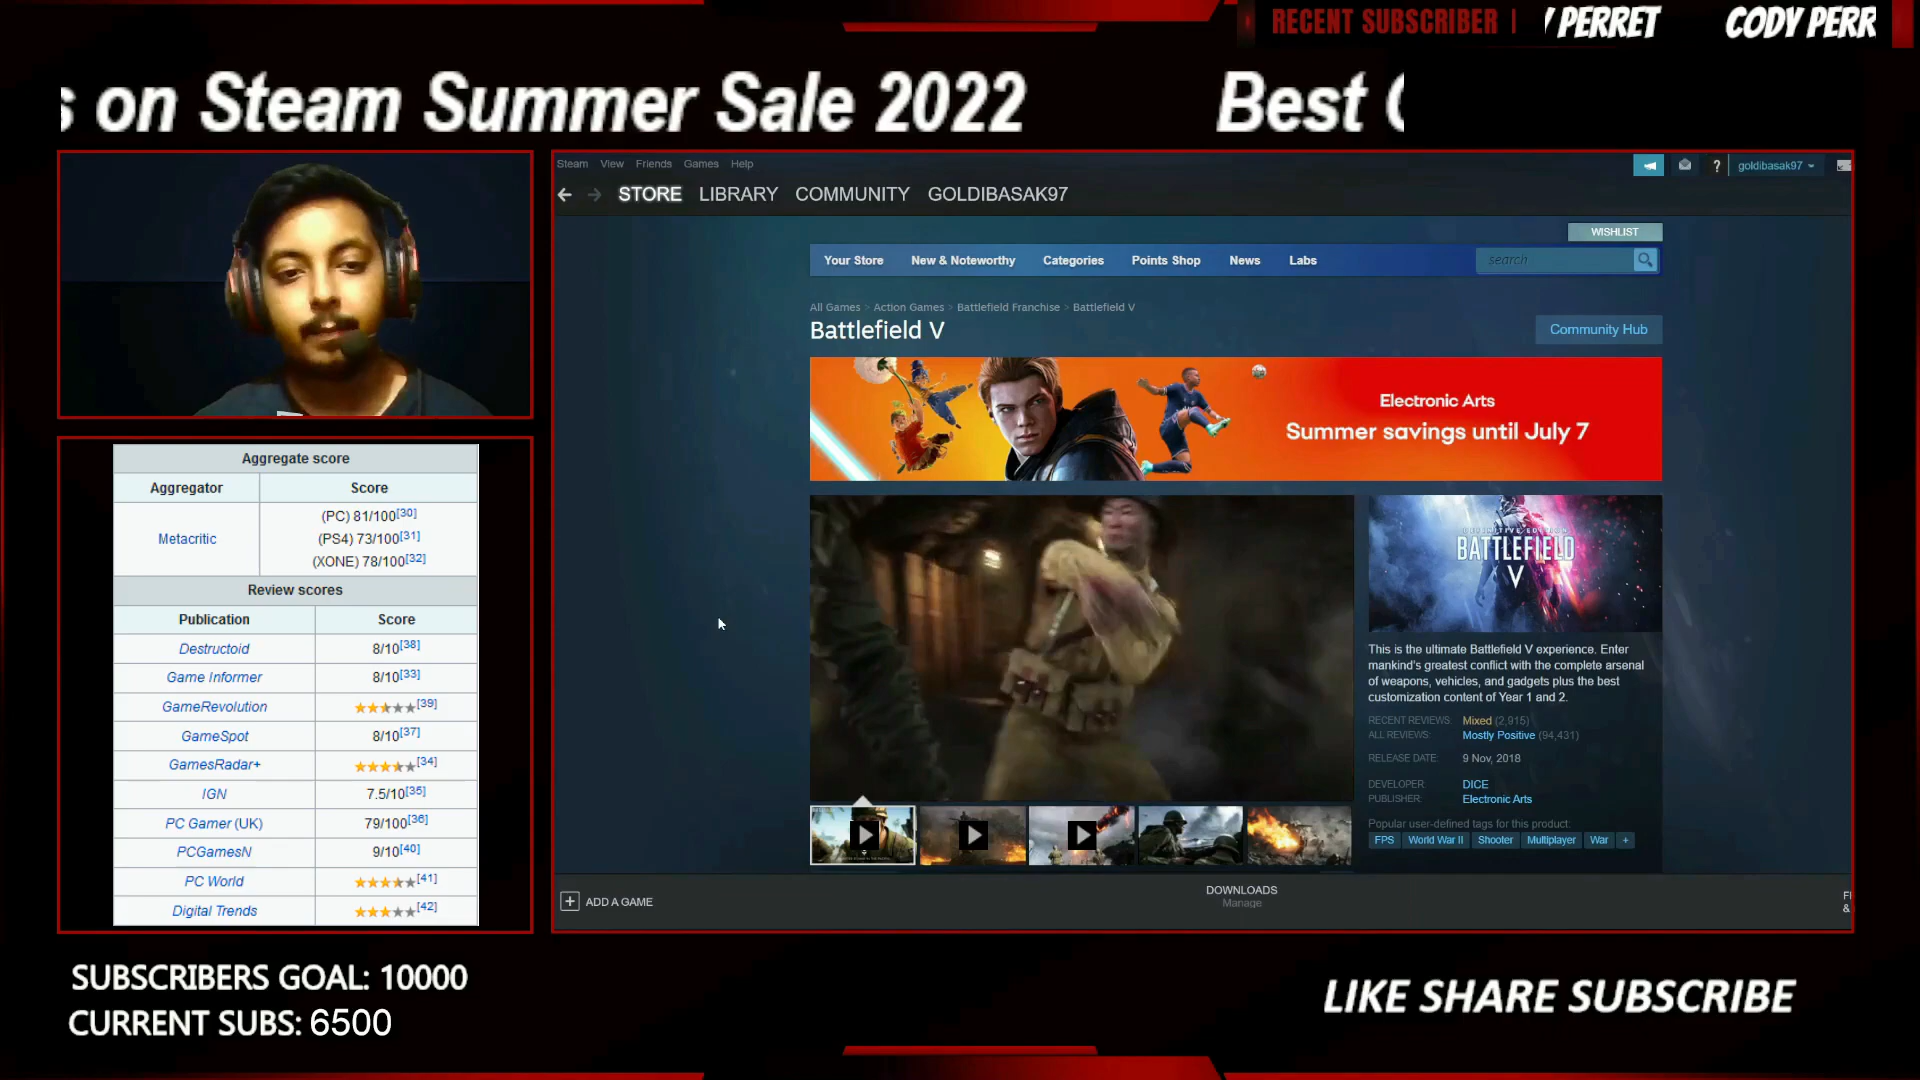 RECENT SUBSCRIBER | Y PERRET CODY PERR
s on Steam Summer Sale 2022 Best
Steam View Friends Games Help
goldibasak97
STORE LIBRARY COMMUNITY GOLDIBASAK97
WISHLIST
Your Store New & Noteworthy Categories Points Shop News Labs
search
All Games > Action Games > Battlefield Franchise > Battlefield V
Battlefield V
Community Hub
Electronic Arts
Summer savings until July 7
DEFINITIVE EDITION
BATTLEFIELD
V
This is the ultimate Battlefield V experience. Enter
mankind's greatest conflict with the complete arsenal
of weapons, vehicles, and gadgets plus the best
customization content of Year 1 and 2.
RECENT REVIEWS: Mixed (2,915)
ALL REVIEWS: Mostly Positive (94,431)
RELEASE DATE: 9 Nov, 2018
DEVELOPER: DICE
PUBLISHER: Electronic Arts
Popular user-defined tags for this product:
FPS World War II Shooter Multiplayer War +
+ ADD A GAME
DOWNLOADS
Manage
F
&
Aggregate score
Aggregator Score
Metacritic
(PC) 81/100[30]
(PS4) 73/100[31]
(XONE) 78/100[32]
Review scores
Publication Score
Destructoid 8/10[38]
Game Informer 8/10[33]
GameRevolution ★★★★★[39]
GameSpot 8/10[37]
GamesRadar+ ★★★★★[34]
IGN 7.5/10[35]
PC Gamer (UK) 79/100[36]
PCGamesN 9/10[40]
PC World ★★★★★[41]
Digital Trends ★★★★★[42]
SUBSCRIBERS GOAL: 10000
CURRENT SUBS: 6500
LIKE SHARE SUBSCRIBE